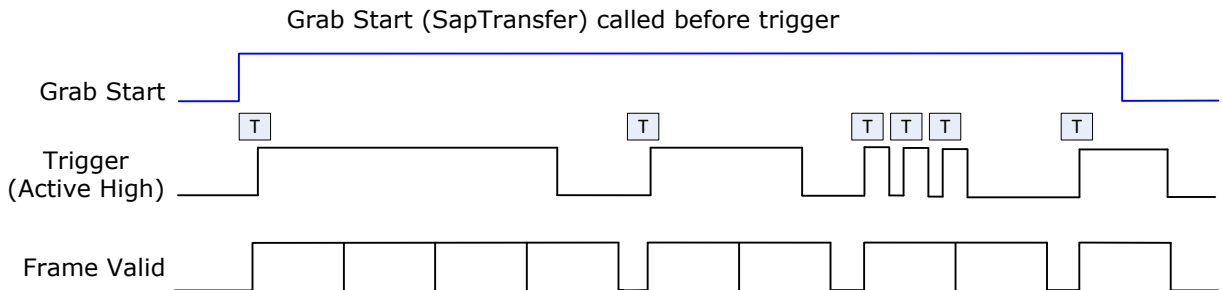 Grab Start (SapTransfer) called before trigger
Grab Start
T T T T T T
Trigger
(Active High)
Frame Valid